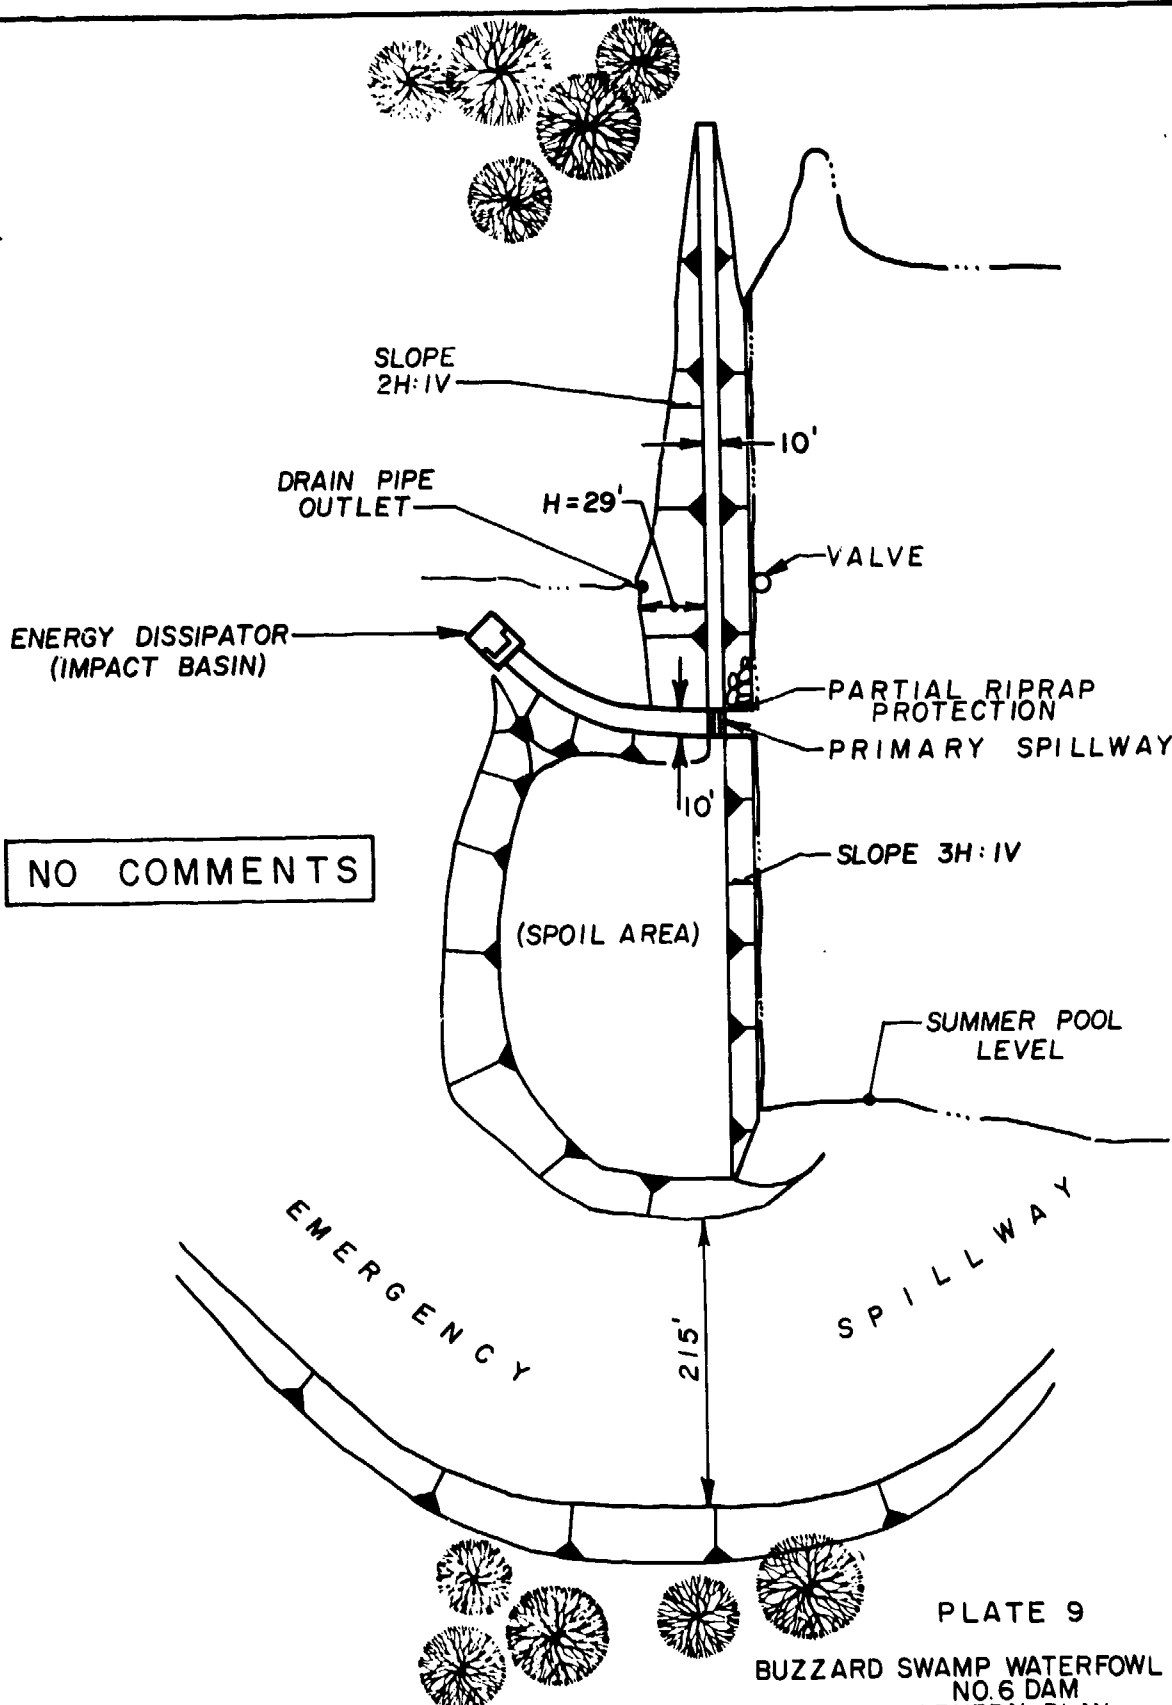 SLOPE
2H:1V
10'
DRAIN PIPE
OUTLET
H=29'
VALVE
ENERGY DISSIPATOR
(IMPACT BASIN)
PARTIAL RIPRAP
PROTECTION
PRIMARY SPILLWAY
10'
NO COMMENTS
SLOPE 3H:1V
(SPOIL AREA)
SUMMER POOL
LEVEL
EMERGENCY SPILLWAY
215'
PLATE 9
BUZZARD SWAMP WATERFOWL
NO. 6 DAM